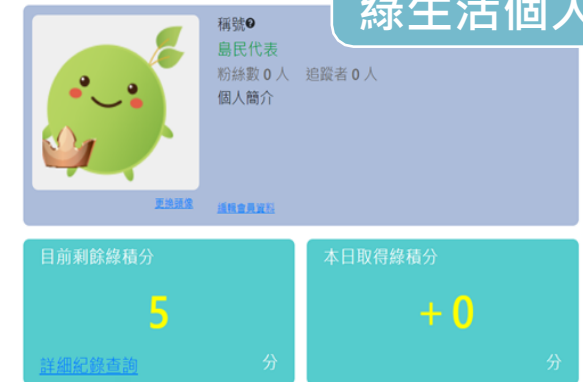 綠生活個人
稱號?
島民代表
粉絲數 0 人 追蹤者 0 人
個人簡介
更換頭像
編輯會員資料
目前剩餘綠積分
5
詳細紀錄查詢 分
本日取得綠積分
+0
分